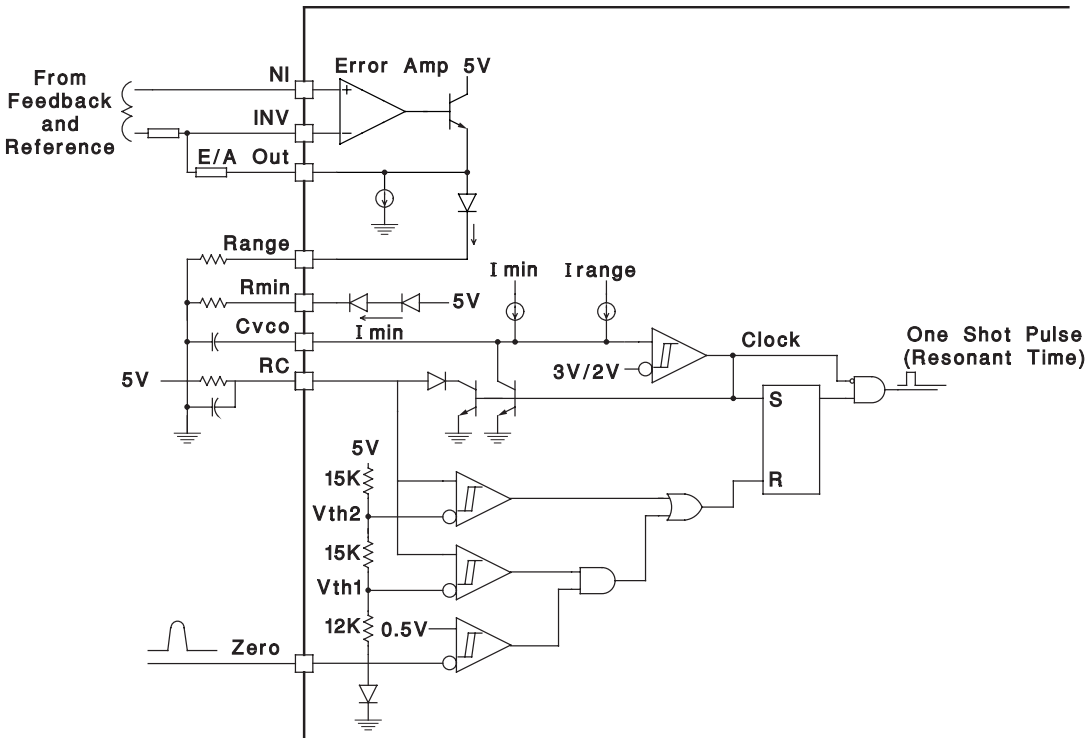 Error Amp 5V
NI
From
Feedback
and
Reference
INV
E/A Out
Range
I min
I range
Rmin
5V
I min
Cvco
Clock
One Shot Pulse
(Resonant Time)
3V/2V
RC
5V
S
R
5V
15K
Vth2
15K
Vth1
12K
0.5V
Zero
+
−